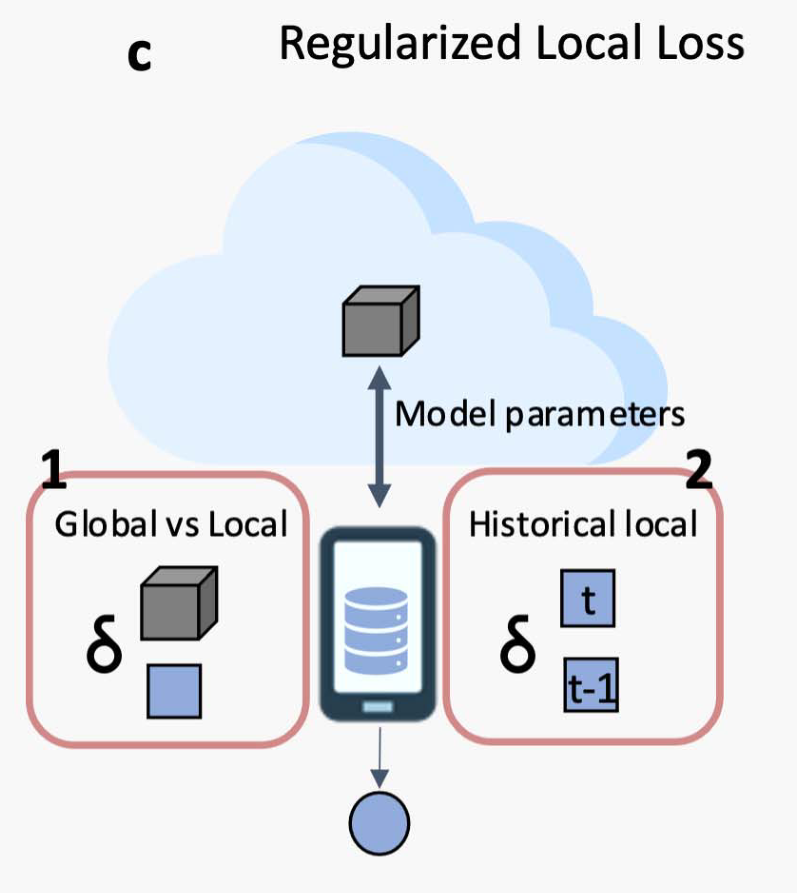 c
Regularized Local Loss
Model parameters
1
Global vs Local
δ
2
Historical local
δ
t
t-1